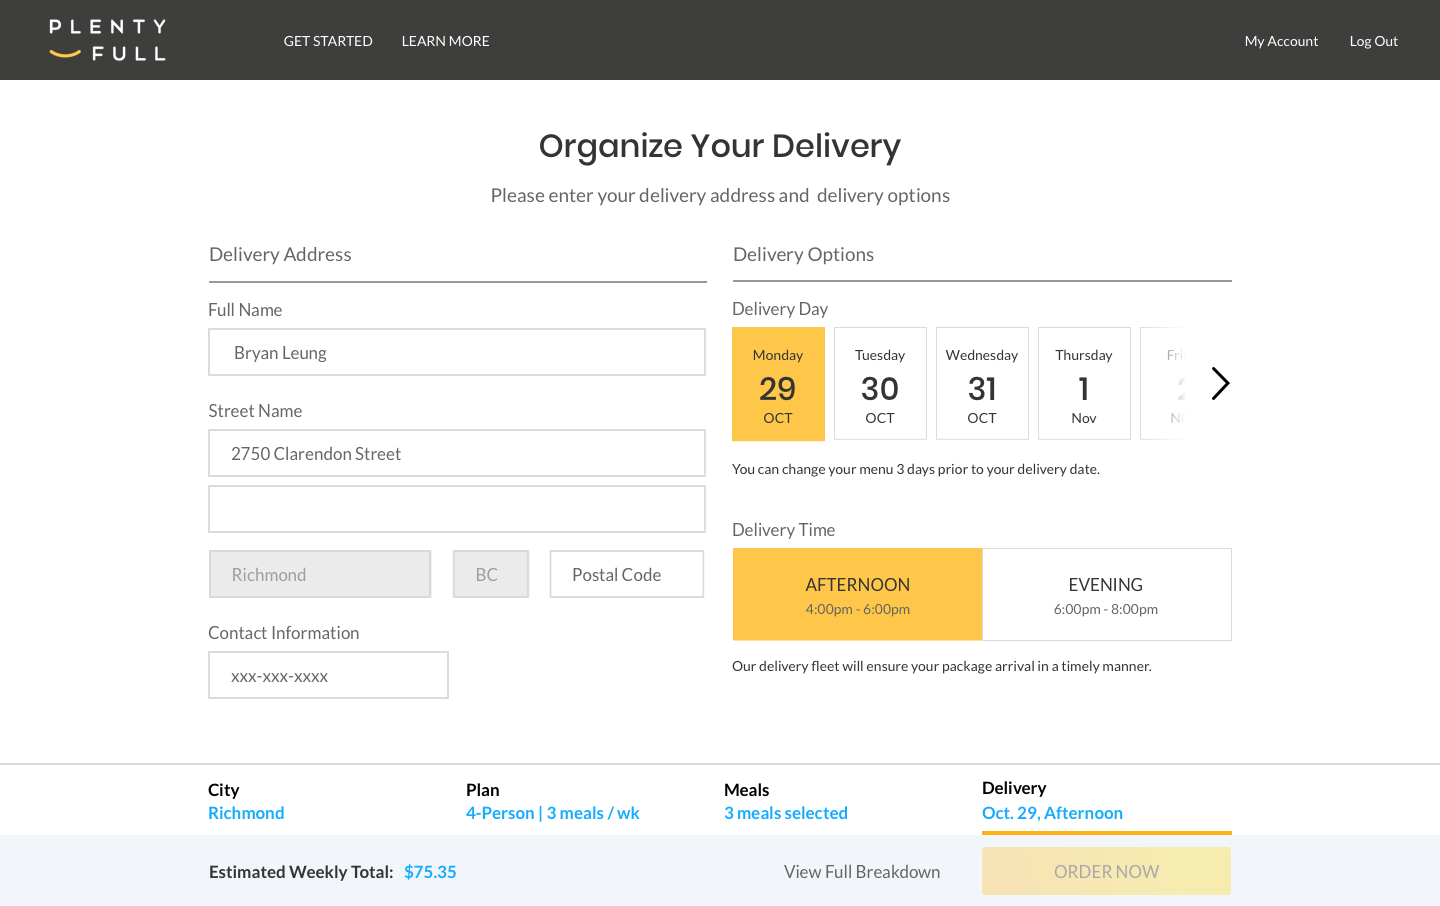 PLENTY
FULL
GET STARTED
LEARN MORE
My Account
Log Out
Organize Your Delivery
Please enter your delivery address and  delivery options
Delivery Address
Full Name
Bryan Leung
Street Name
2750 Clarendon Street
Richmond
BC
Postal Code
Contact Information
xxx-xxx-xxxx
Delivery Options
Delivery Day
Monday
29
OCT
Tuesday
30
OCT
Wednesday
31
OCT
Thursday
1
Nov
Fri
2
NO
You can change your menu 3 days prior to your delivery date.
Delivery Time
AFTERNOON
4:00pm - 6:00pm
EVENING
6:00pm - 8:00pm
Our delivery fleet will ensure your package arrival in a timely manner.
City
Richmond
Plan
4-Person | 3 meals / wk
Meals
3 meals selected
Delivery
Oct. 29, Afternoon
Estimated Weekly Total: $75.35
View Full Breakdown
ORDER NOW